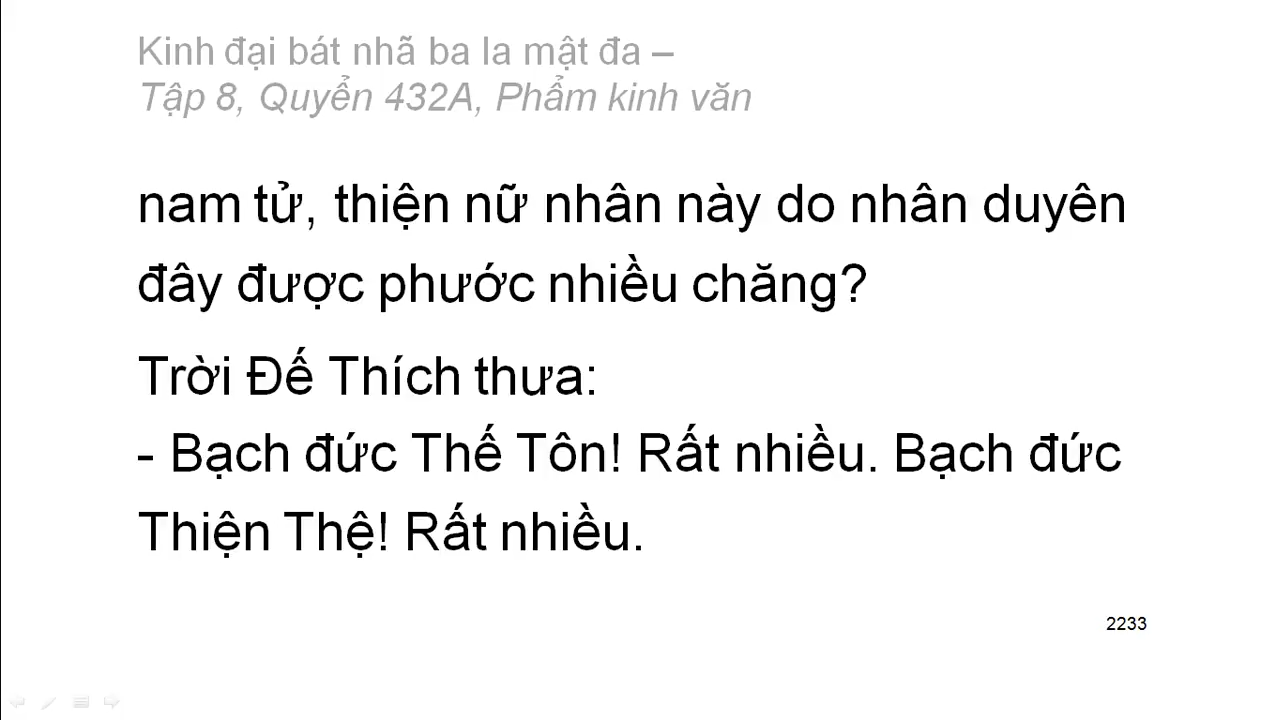 Kinh đại bát nhã ba la mật đa –
Tập 8, Quyển 432A, Phẩm kinh văn
nam tử, thiện nữ nhân này do nhân duyên
đây được phước nhiều chăng?
Trời Đế Thích thưa:
- Bạch đức Thế Tôn! Rất nhiều. Bạch đức
Thiện Thệ! Rất nhiều.
2233